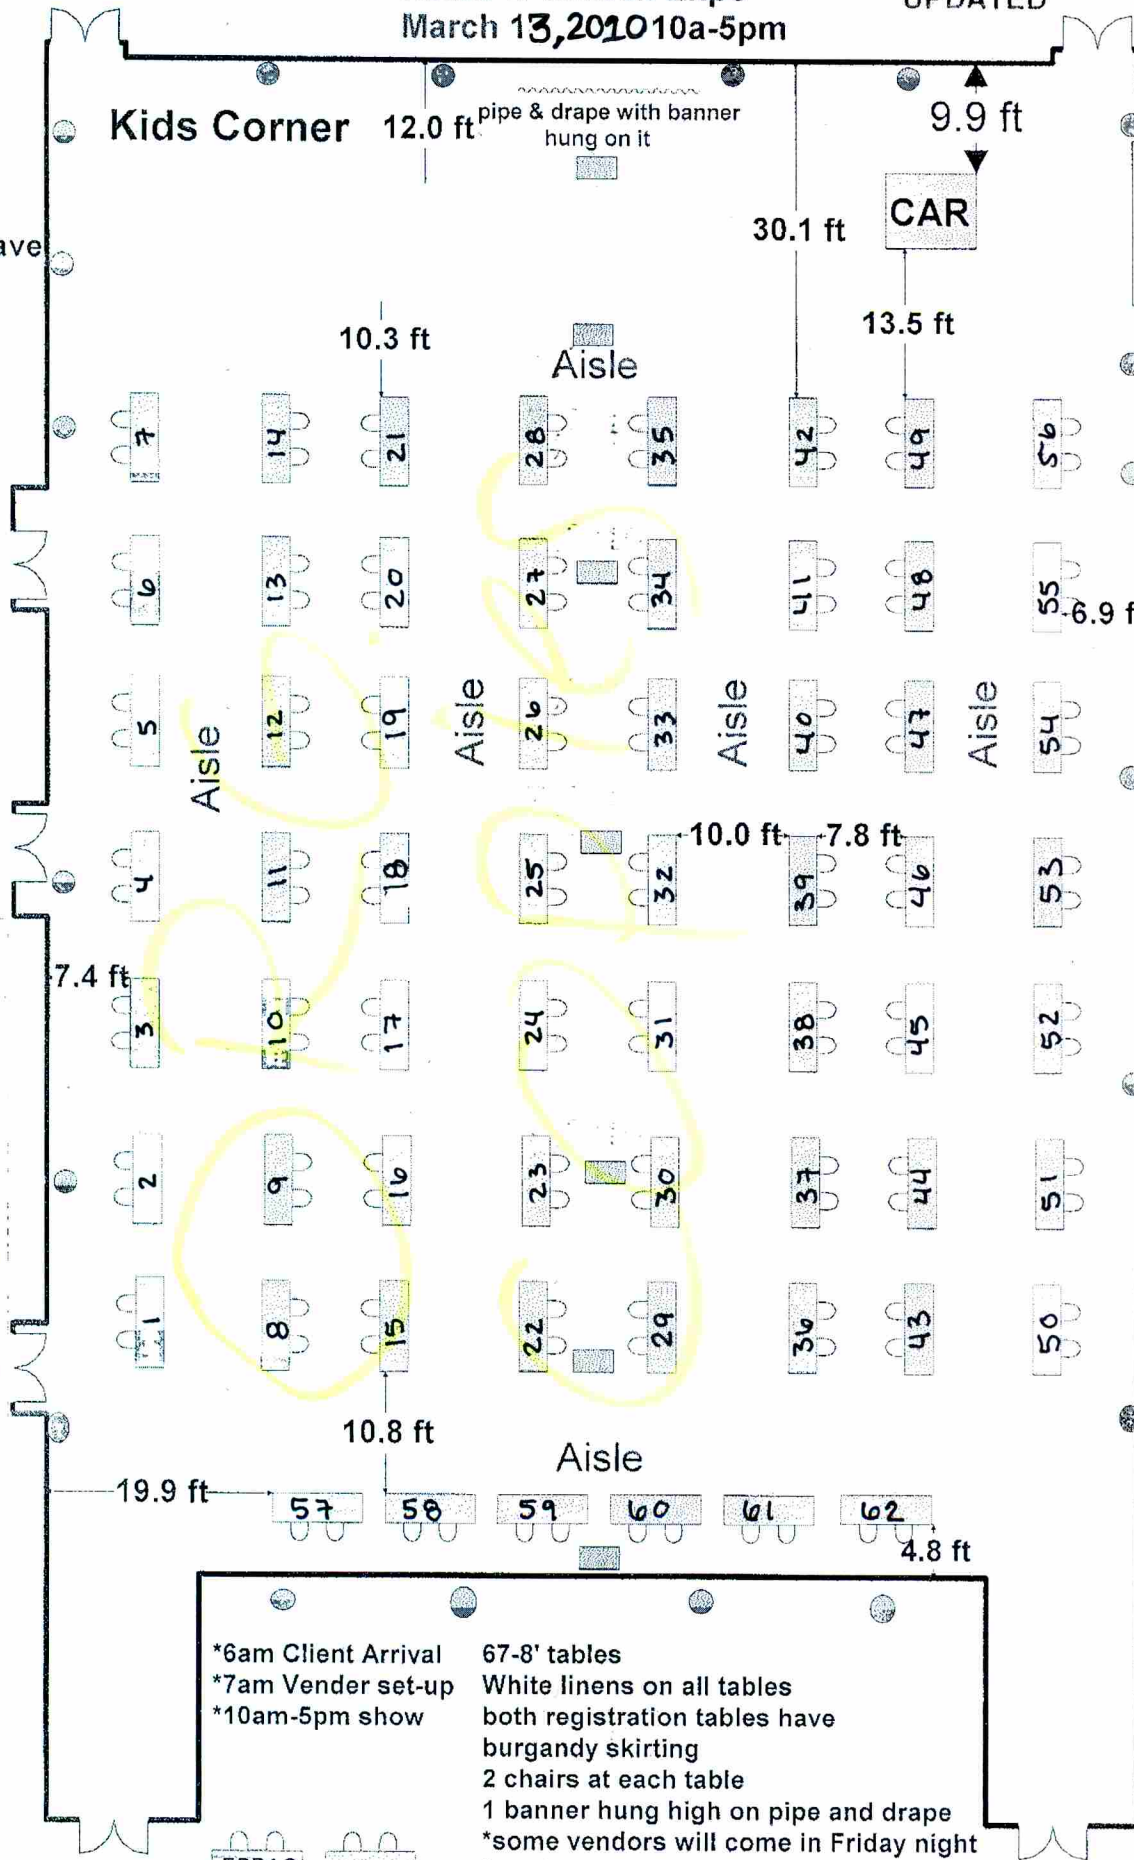 UPDATED
March 13,2010 10a-5pm
Kids Corner
12.0 ft
pipe & drape with banner
hung on it
9.9 ft
CAR
30.1 ft
10.3 ft
13.5 ft
Aisle
7 14 21 28 35 42 49 56
6 13 20 27 34 41 48 55
6.9 f
5 12 19 26 33 40 47 54
Aisle Aisle Aisle Aisle
10.0 ft 7.8 ft
4 11 18 25 32 39 46 53
7.4 ft
3 10 17 24 31 38 45 52
2 9 16 23 30 37 44 51
1 8 15 22 29 36 43 50
10.8 ft
Aisle
19.9 ft
57 58 59 60 61 62
4.8 ft
*6am Client Arrival
*7am Vender set-up
*10am-5pm show
67-8' tables
White linens on all tables
both registration tables have
burgandy skirting
2 chairs at each table
1 banner hung high on pipe and drape
*some vendors will come in Friday night